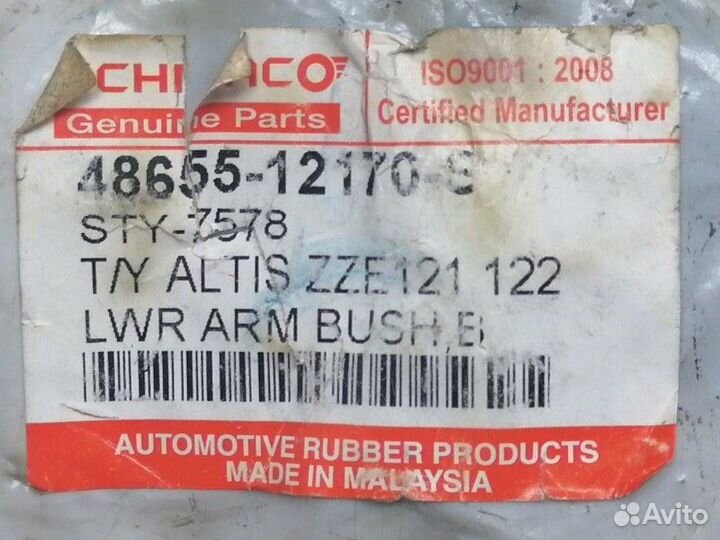 Genuine Parts
ISO9001 : 2008
Certified Manufacturer
48655-12170-S
STY-7578
T/Y ALTIS ZZE121 122
LWR ARM BUSH,B
AUTOMOTIVE RUBBER PRODUCTS
MADE IN MALAYSIA
Avito